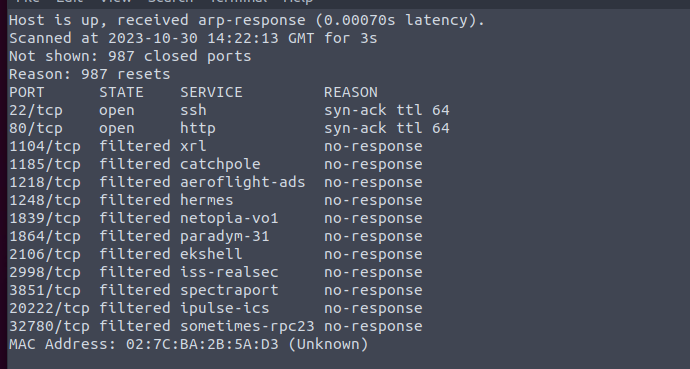 File Edit View Search Terminal Help
Host is up, received arp-response (0.00070s latency).
Scanned at 2023-10-30 14:22:13 GMT for 3s
Not shown: 987 closed ports
Reason: 987 resets
PORT STATE SERVICE REASON
22/tcp open ssh syn-ack ttl 64
80/tcp open http syn-ack ttl 64
1104/tcp filtered xrl no-response
1185/tcp filtered catchpole no-response
1218/tcp filtered aeroflight-ads no-response
1248/tcp filtered hermes no-response
1839/tcp filtered netopia-vo1 no-response
1864/tcp filtered paradym-31 no-response
2106/tcp filtered ekshell no-response
2998/tcp filtered iss-realsec no-response
3851/tcp filtered spectraport no-response
20222/tcp filtered ipulse-ics no-response
32780/tcp filtered sometimes-rpc23 no-response
MAC Address: 02:7C:BA:2B:5A:D3 (Unknown)